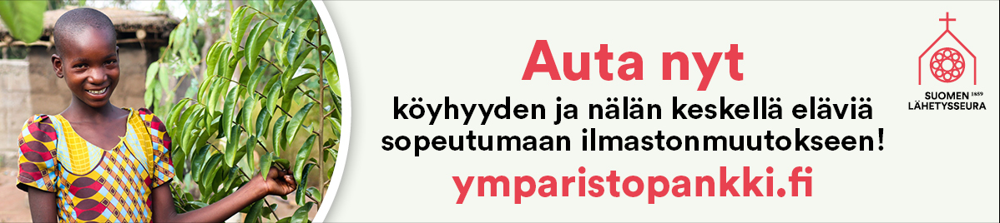 Auta nyt
köyhyyden ja nälän keskellä eläviä
sopeutumaan ilmastonmuutokseen!
ymparistopankki.fi
SUOMEN 1859
LÄHETYSSEURA